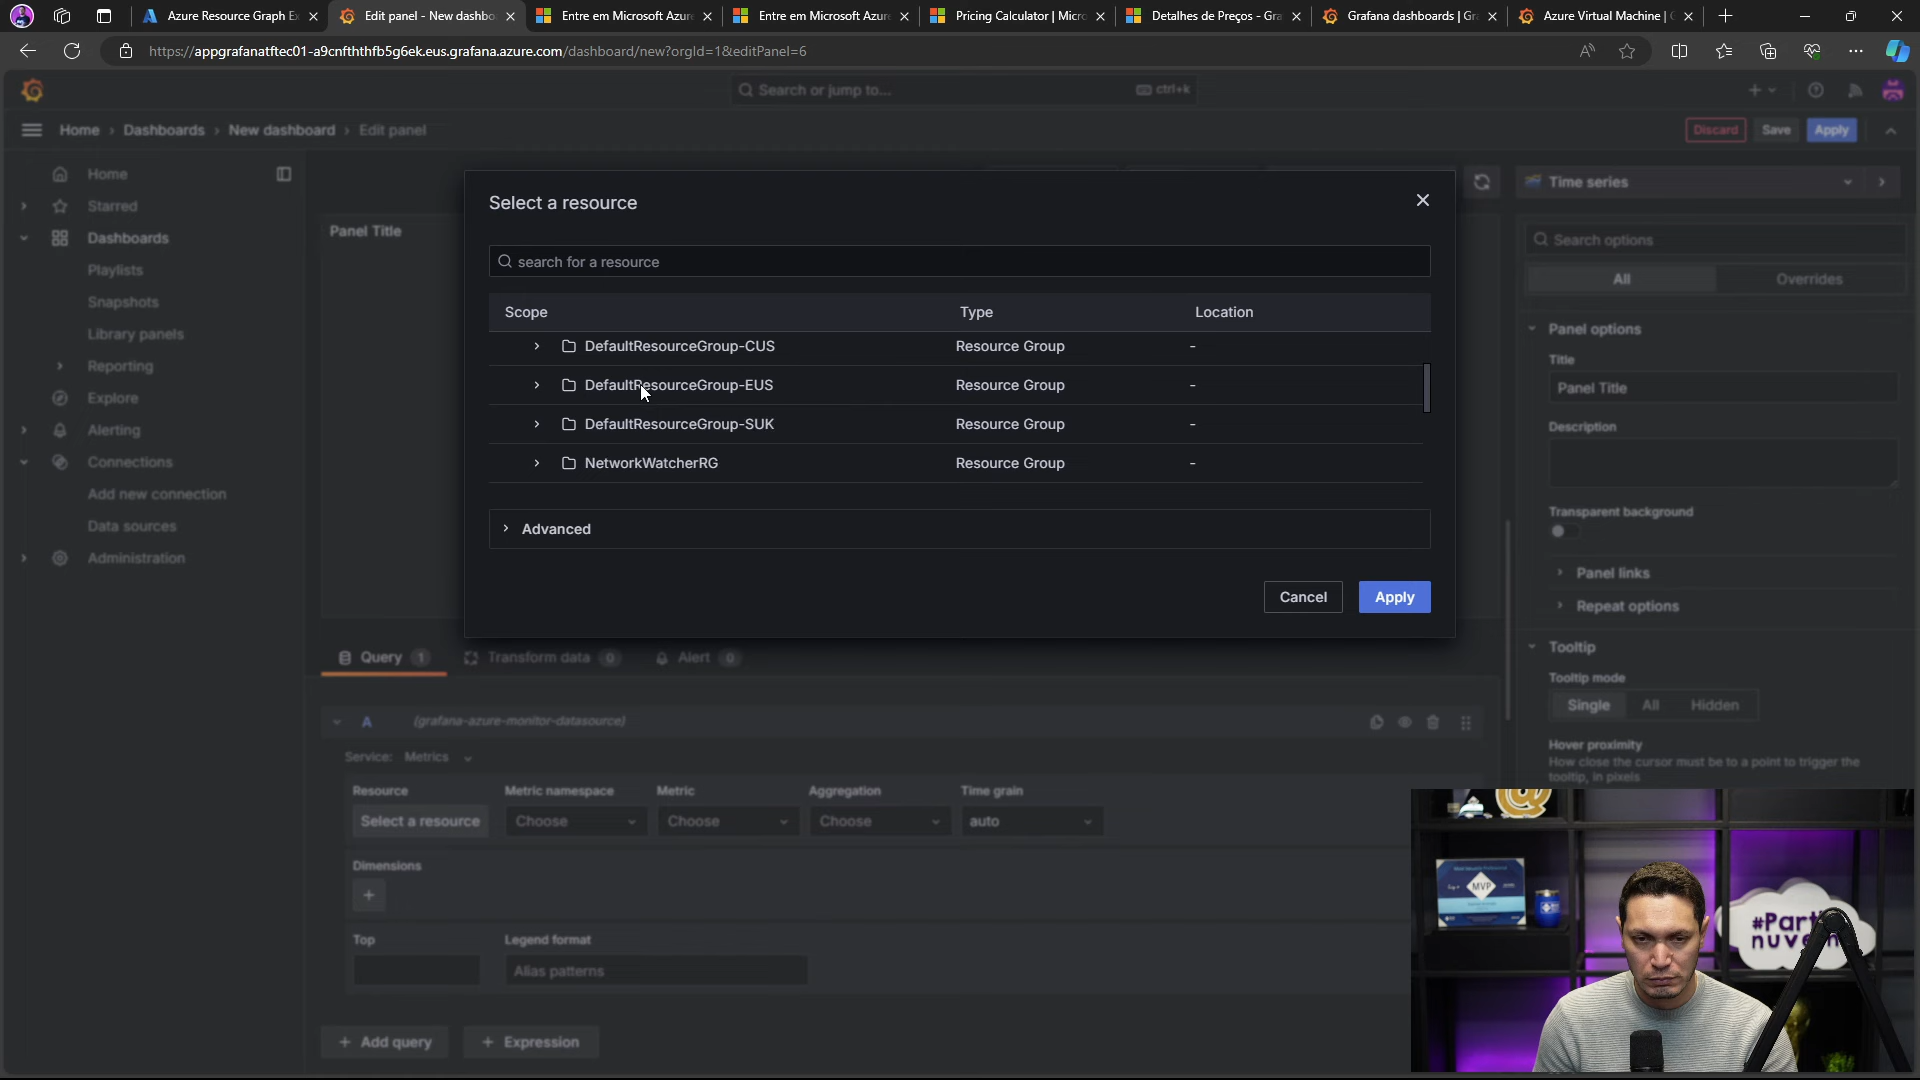 Azure Resource Graph Ex
Edit panel - New dashbo
Entre em Microsoft Azure
Entre em Microsoft Azure
Pricing Calculator | Micro
Detalhes de Preços - Gra
Grafana dashboards | Gr
Azure Virtual Machine | G
https://appgrafanatftec01-a9cnfththfb5g6ek.eus.grafana.azure.com/dashboard/new?orgId=1&editPanel=6
Search or jump to...
ctrl+k
Home › Dashboards › New dashboard › Edit panel
Discard
Save
Apply
Home
Starred
Dashboards
Playlists
Snapshots
Library panels
Reporting
Explore
Alerting
Connections
Add new connection
Data sources
Administration
Panel Title
Select a resource
search for a resource
Scope Type Location
DefaultResourceGroup-CUS Resource Group -
DefaultResourceGroup-EUS Resource Group -
DefaultResourceGroup-SUK Resource Group -
NetworkWatcherRG Resource Group -
Advanced
Cancel
Apply
Time series
Search options
All
Overrides
Panel options
Title
Panel Title
Description
Transparent background
Panel links
Repeat options
Tooltip
Tooltip mode
Single
All
Hidden
Hover proximity
How close the cursor must be to a point to trigger the
tooltip, in pixels
Query 1
Transform data 0
Alert 0
A (grafana-azure-monitor-datasource)
Service: Metrics
Resource
Metric namespace
Metric
Aggregation
Time grain
Select a resource
Choose
Choose
Choose
auto
Dimensions
+
Top
Legend format
Alias patterns
+ Add query
+ Expression
MVP
#Part
nuve